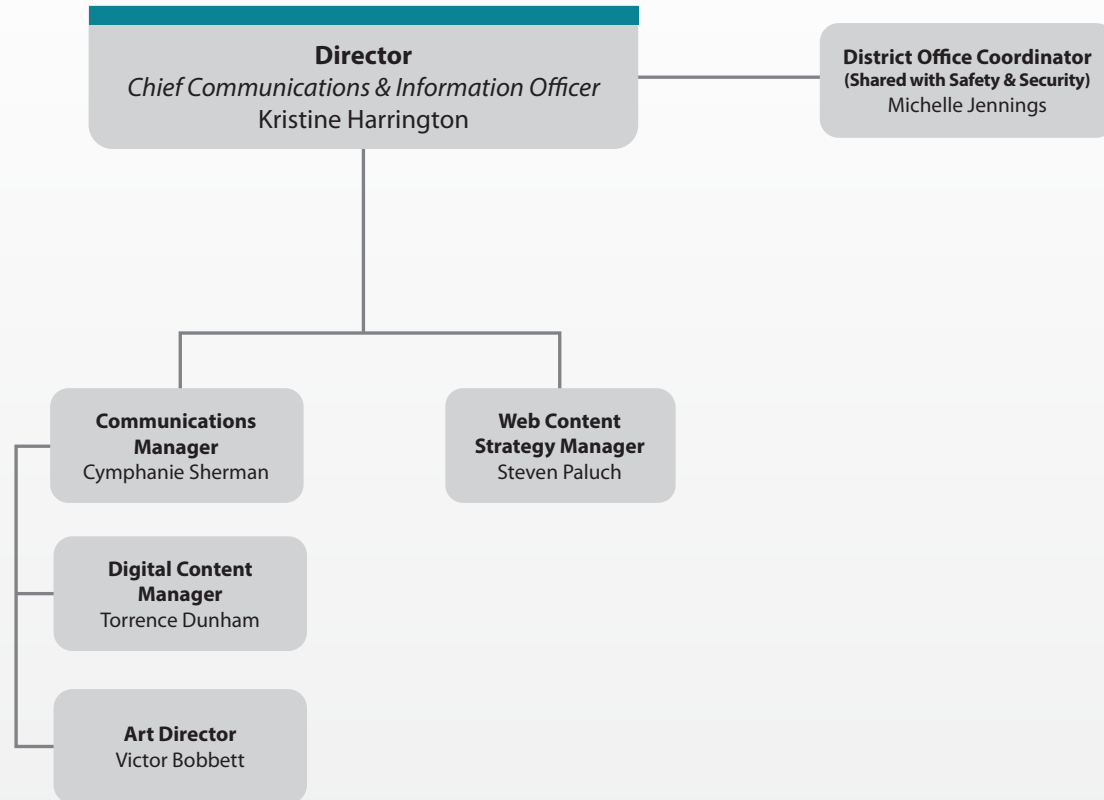 Director
Chief Communications & Information Officer
Kristine Harrington
District Office Coordinator
(Shared with Safety & Security)
Michelle Jennings
Communications
Manager
Cymphanie Sherman
Web Content
Strategy Manager
Steven Paluch
Digital Content
Manager
Torrence Dunham
Art Director
Victor Bobbett